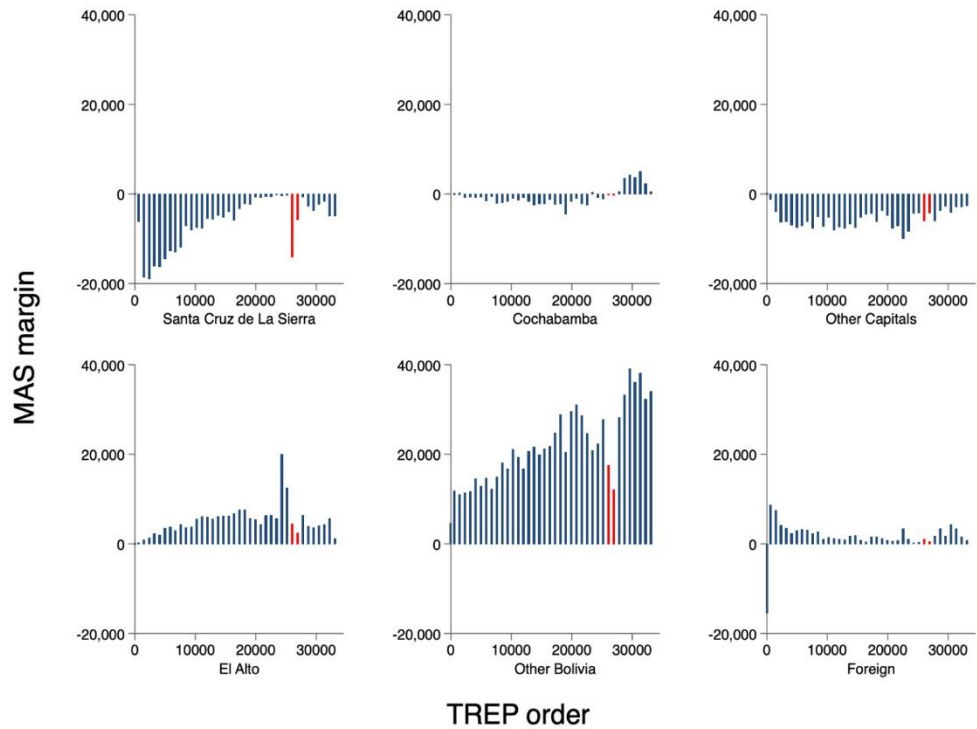 MAS margin
40,000
20,000
0
-20,000
0 10000 20000 30000
Santa Cruz de La Sierra
40,000
20,000
0
-20,000
0 10000 20000 30000
Cochabamba
40,000
20,000
0
-20,000
0 10000 20000 30000
Other Capitals
40,000
20,000
0
-20,000
0 10000 20000 30000
El Alto
40,000
20,000
0
-20,000
0 10000 20000 30000
Other Bolivia
40,000
20,000
0
-20,000
0 10000 20000 30000
Foreign
TREP order